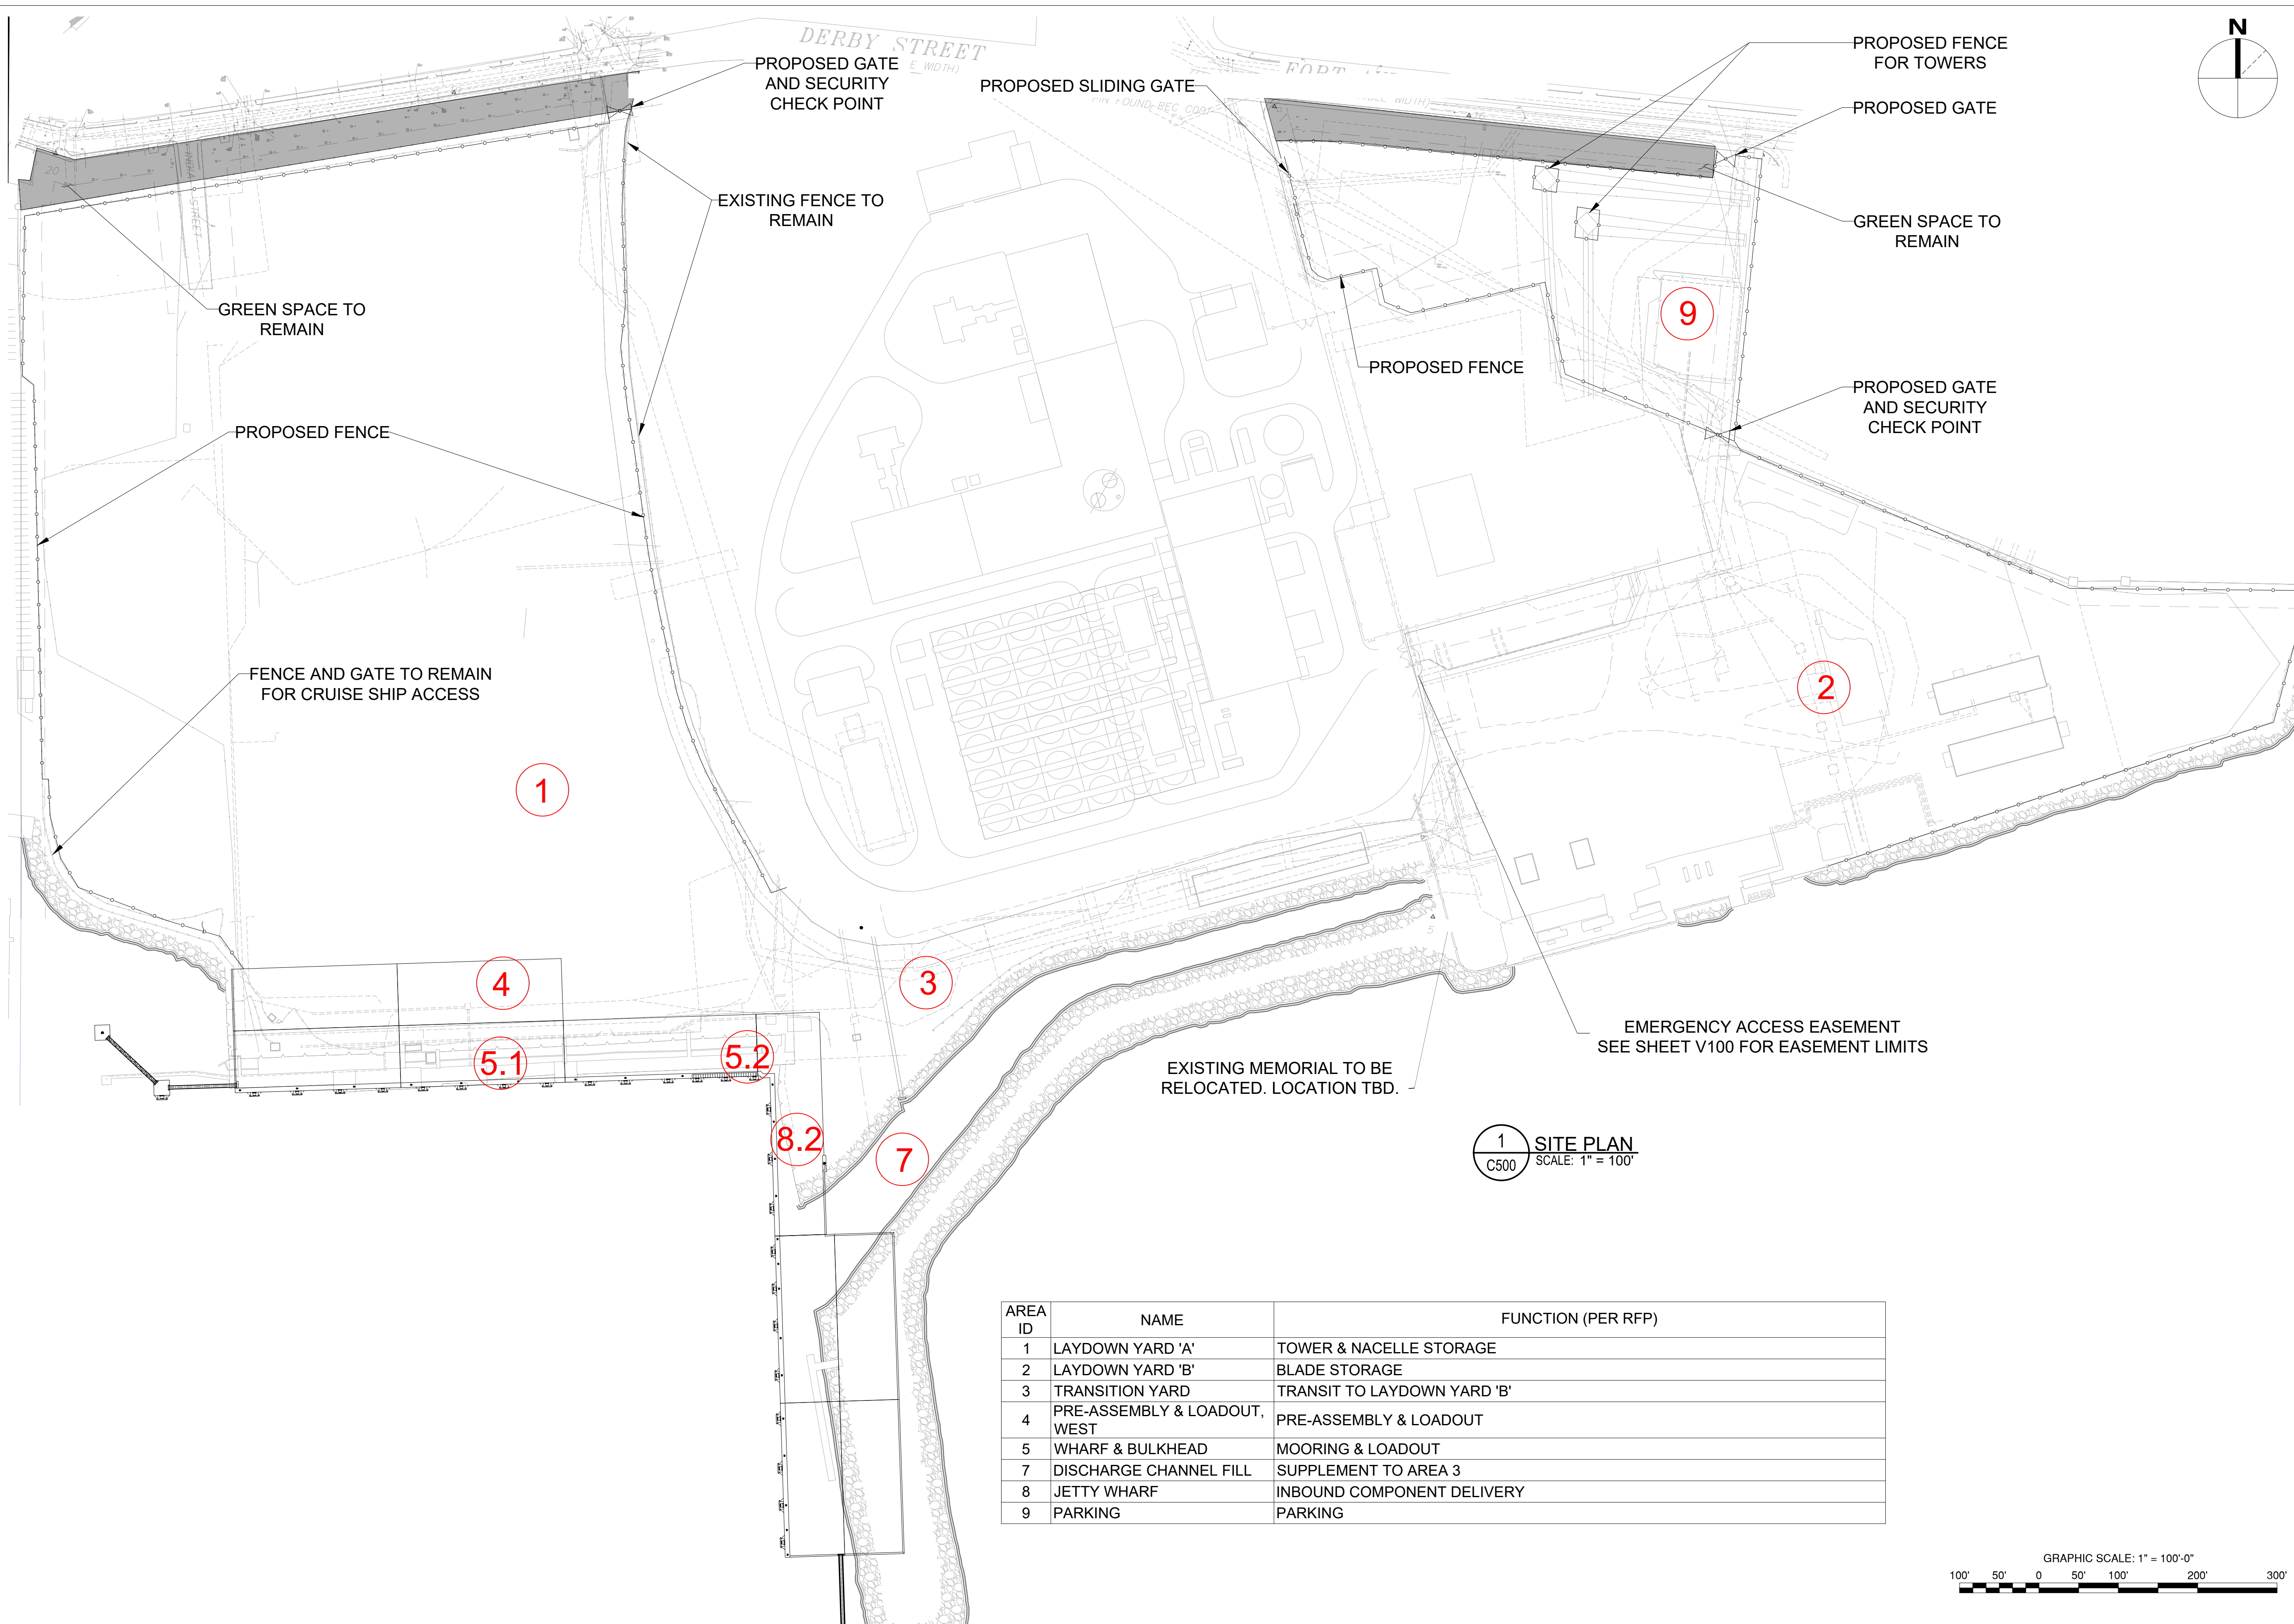 DERBY STREET
E WIDTH)
N
PROPOSED GATE
AND SECURITY
CHECK POINT
PROPOSED SLIDING GATE
PROPOSED FENCE
FOR TOWERS
PROPOSED GATE
20
STREET
EXISTING FENCE TO
REMAIN
GREEN SPACE TO
REMAIN
GREEN SPACE TO
REMAIN
9
PROPOSED FENCE
PROPOSED GATE
AND SECURITY
CHECK POINT
PROPOSED FENCE
FENCE AND GATE TO REMAIN
FOR CRUISE SHIP ACCESS
2
1
4
3
5
5.1
5.2
EMERGENCY ACCESS EASEMENT
SEE SHEET V100 FOR EASEMENT LIMITS
EXISTING MEMORIAL TO BE
RELOCATED. LOCATION TBD.
8.2
7
1
C500
SITE PLAN
SCALE: 1" = 100'
AREA ID NAME FUNCTION (PER RFP)
1 LAYDOWN YARD 'A' TOWER & NACELLE STORAGE
2 LAYDOWN YARD 'B' BLADE STORAGE
3 TRANSITION YARD TRANSIT TO LAYDOWN YARD 'B'
4 PRE-ASSEMBLY & LOADOUT, WEST PRE-ASSEMBLY & LOADOUT
5 WHARF & BULKHEAD MOORING & LOADOUT
7 DISCHARGE CHANNEL FILL SUPPLEMENT TO AREA 3
8 JETTY WHARF INBOUND COMPONENT DELIVERY
9 PARKING PARKING
GRAPHIC SCALE: 1" = 100'-0"
100' 50' 0 50' 100' 200' 300'